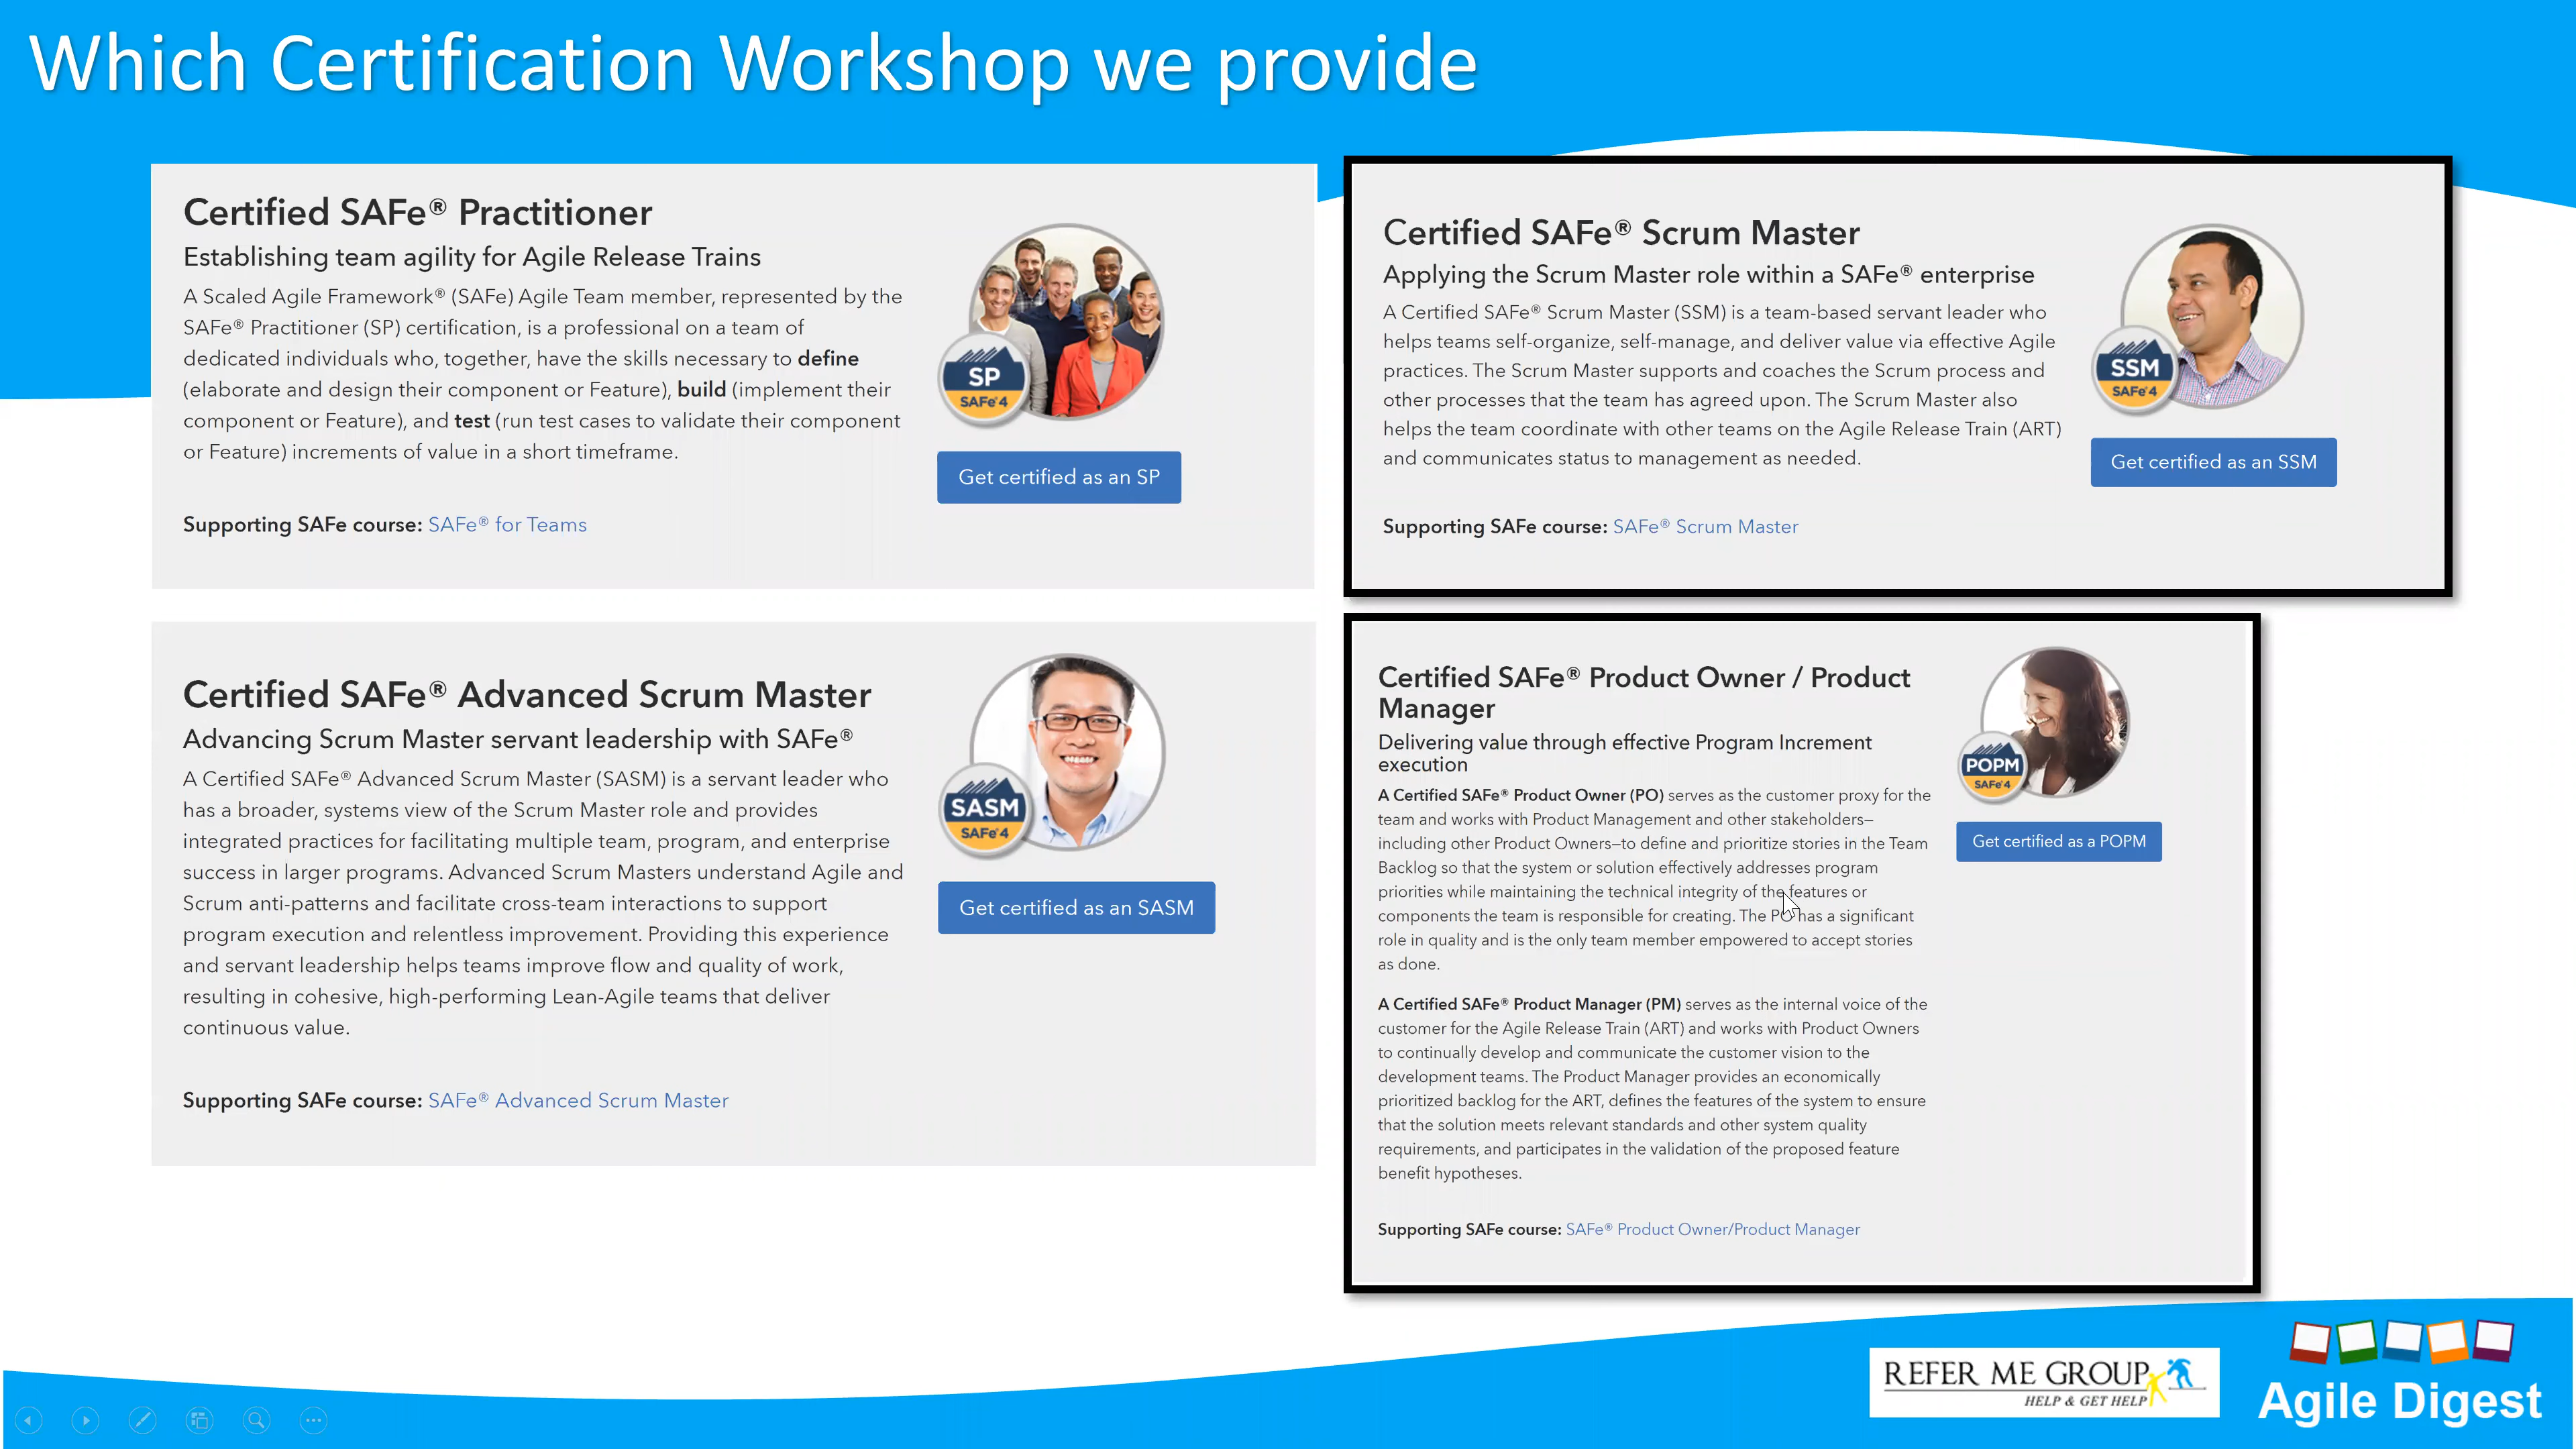 Which Certification Workshop we provide
Certified SAFe® Practitioner
Establishing team agility for Agile Release Trains
A Scaled Agile Framework® (SAFe) Agile Team member, represented by the
SAFe® Practitioner (SP) certification, is a professional on a team of
dedicated individuals who, together, have the skills necessary to define
(elaborate and design their component or Feature), build (implement their
component or Feature), and test (run test cases to validate their component
or Feature) increments of value in a short timeframe.
SP
SAFe®4
Get certified as an SP
Supporting SAFe course: SAFe® for Teams
Certified SAFe® Scrum Master
Applying the Scrum Master role within a SAFe® enterprise
A Certified SAFe® Scrum Master (SSM) is a team-based servant leader who
helps teams self-organize, self-manage, and deliver value via effective Agile
practices. The Scrum Master supports and coaches the Scrum process and
other processes that the team has agreed upon. The Scrum Master also
helps the team coordinate with other teams on the Agile Release Train (ART)
and communicates status to management as needed.
SSM
SAFe®4
Get certified as an SSM
Supporting SAFe course: SAFe® Scrum Master
Certified SAFe® Advanced Scrum Master
Advancing Scrum Master servant leadership with SAFe®
A Certified SAFe® Advanced Scrum Master (SASM) is a servant leader who
has a broader, systems view of the Scrum Master role and provides
integrated practices for facilitating multiple team, program, and enterprise
success in larger programs. Advanced Scrum Masters understand Agile and
Scrum anti-patterns and facilitate cross-team interactions to support
program execution and relentless improvement. Providing this experience
and servant leadership helps teams improve flow and quality of work,
resulting in cohesive, high-performing Lean-Agile teams that deliver
continuous value.
SASM
SAFe®4
Get certified as an SASM
Supporting SAFe course: SAFe® Advanced Scrum Master
Certified SAFe® Product Owner / Product
Manager
Delivering value through effective Program Increment
execution
A Certified SAFe® Product Owner (PO) serves as the customer proxy for the
team and works with Product Management and other stakeholders—
including other Product Owners—to define and prioritize stories in the Team
Backlog so that the system or solution effectively addresses program
priorities while maintaining the technical integrity of the features or
components the team is responsible for creating. The PO has a significant
role in quality and is the only team member empowered to accept stories
as done.
A Certified SAFe® Product Manager (PM) serves as the internal voice of the
customer for the Agile Release Train (ART) and works with Product Owners
to continually develop and communicate the customer vision to the
development teams. The Product Manager provides an economically
prioritized backlog for the ART, defines the features of the system to ensure
that the solution meets relevant standards and other system quality
requirements, and participates in the validation of the proposed feature
benefit hypotheses.
POPM
SAFe®4
Get certified as a POPM
Supporting SAFe course: SAFe® Product Owner/Product Manager
REFER ME GROUP
HELP & GET HELP
Agile Digest